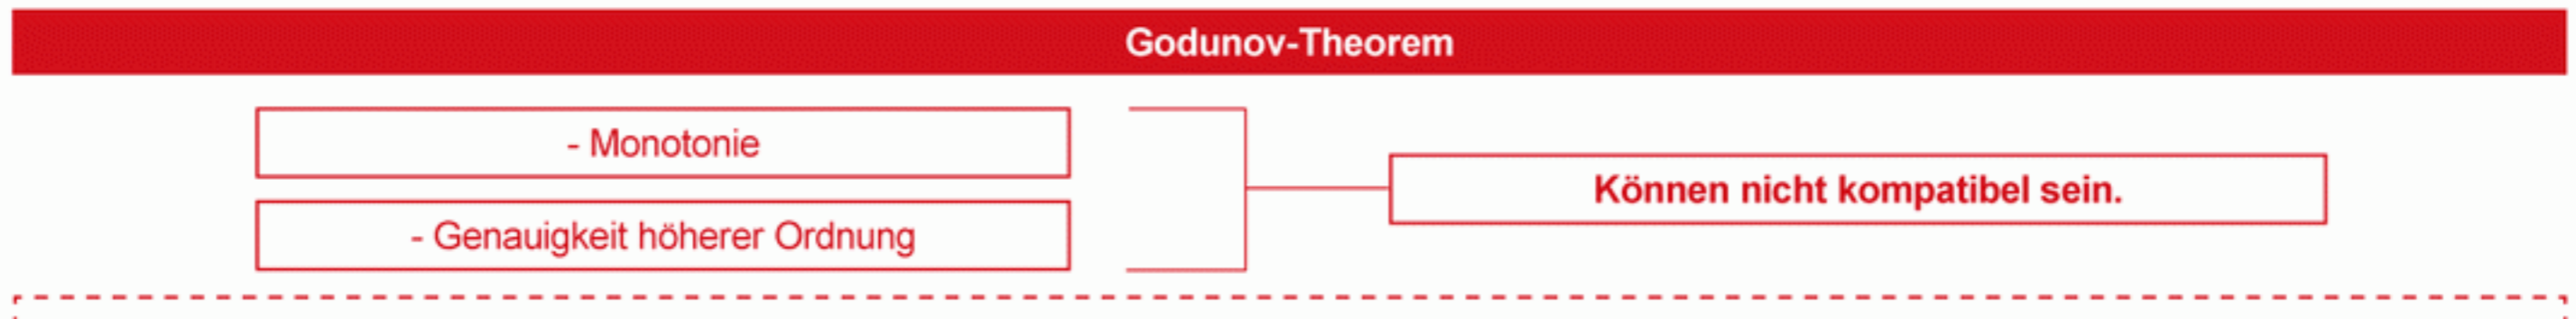 Godunov-Theorem
- Monotonie
- Genauigkeit höherer Ordnung
Können nicht kompatibel sein.